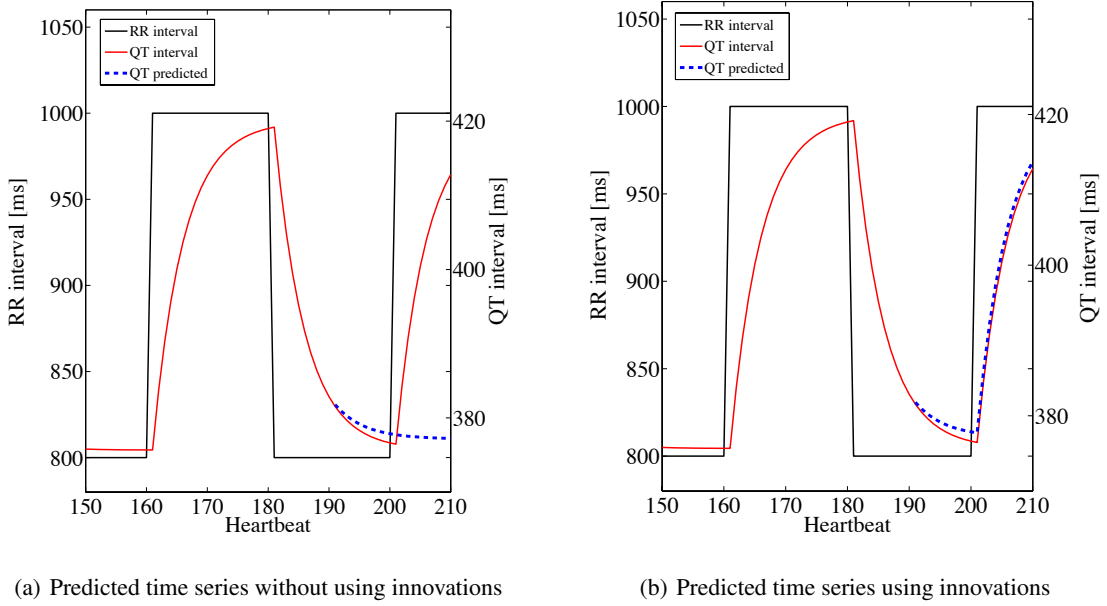 RR interval
QT interval
QT predicted
1050
1000
950
900
850
800
420
400
380
RR interval [ms]
QT interval [ms]
150 160 170 180 190 200 210
Heartbeat
(a) Predicted time series without using innovations
RR interval
QT interval
QT predicted
1050
1000
950
900
850
800
420
400
380
RR interval [ms]
QT interval [ms]
150 160 170 180 190 200 210
Heartbeat
(b) Predicted time series using innovations